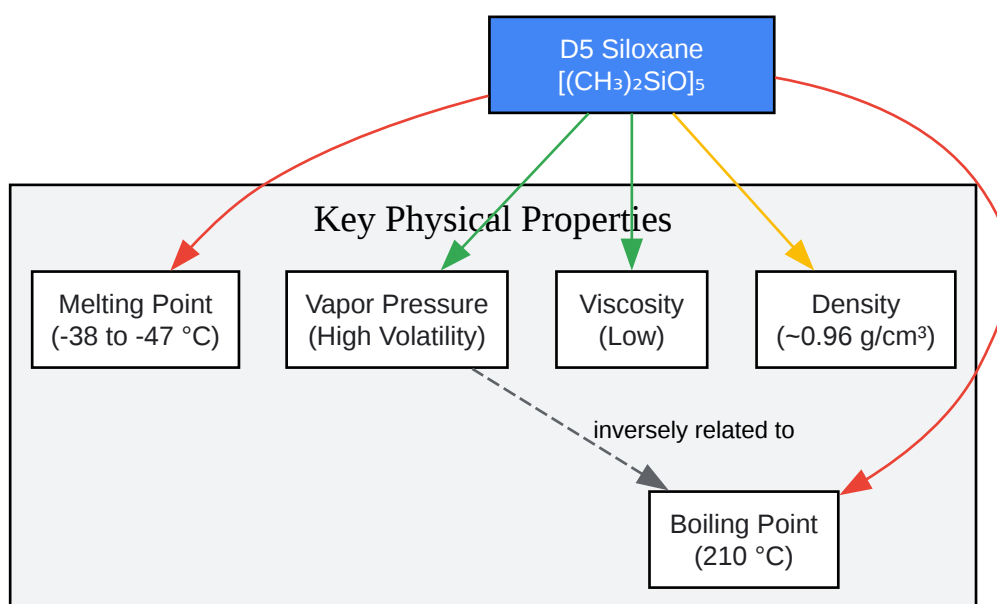 D5 Siloxane
[(CH₃)₂SiO]₅
Key Physical Properties
Melting Point
(-38 to -47 °C)
Vapor Pressure
(High Volatility)
Viscosity
(Low)
Density
(~0.96 g/cm³)
inversely related to
Boiling Point
(210 °C)